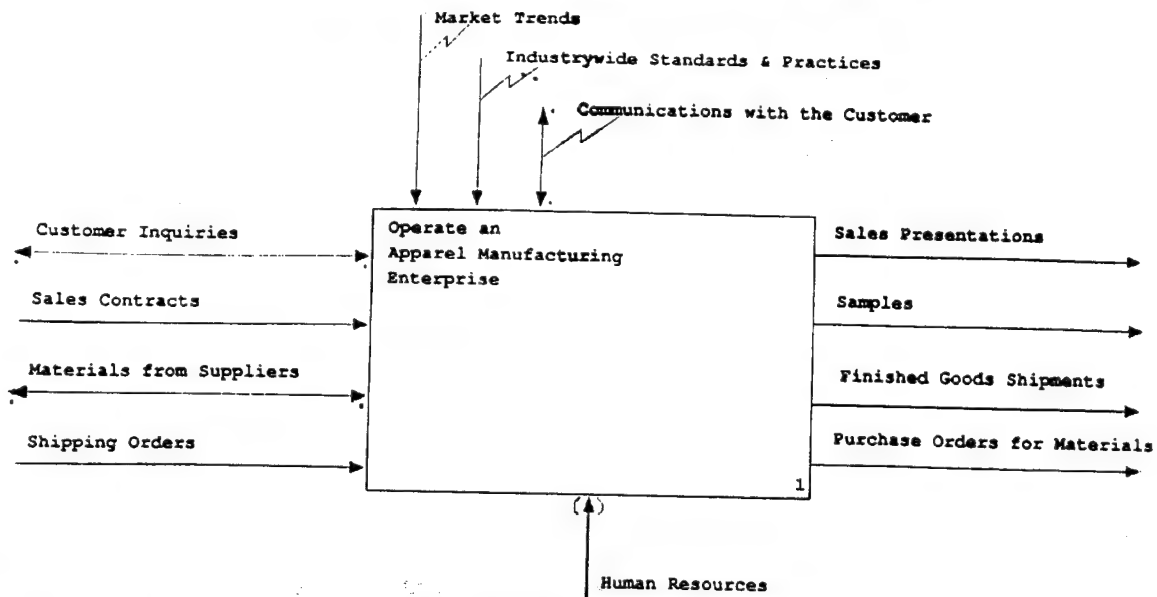 Market Trends
Industrywide Standards & Practices
Communications with the Customer
Customer Inquiries
Operate an
Apparel Manufacturing
Enterprise
Sales Presentations
Sales Contracts
Samples
Materials from Suppliers
Finished Goods Shipments
Shipping Orders
Purchase Orders for Materials
1
( )
Human Resources